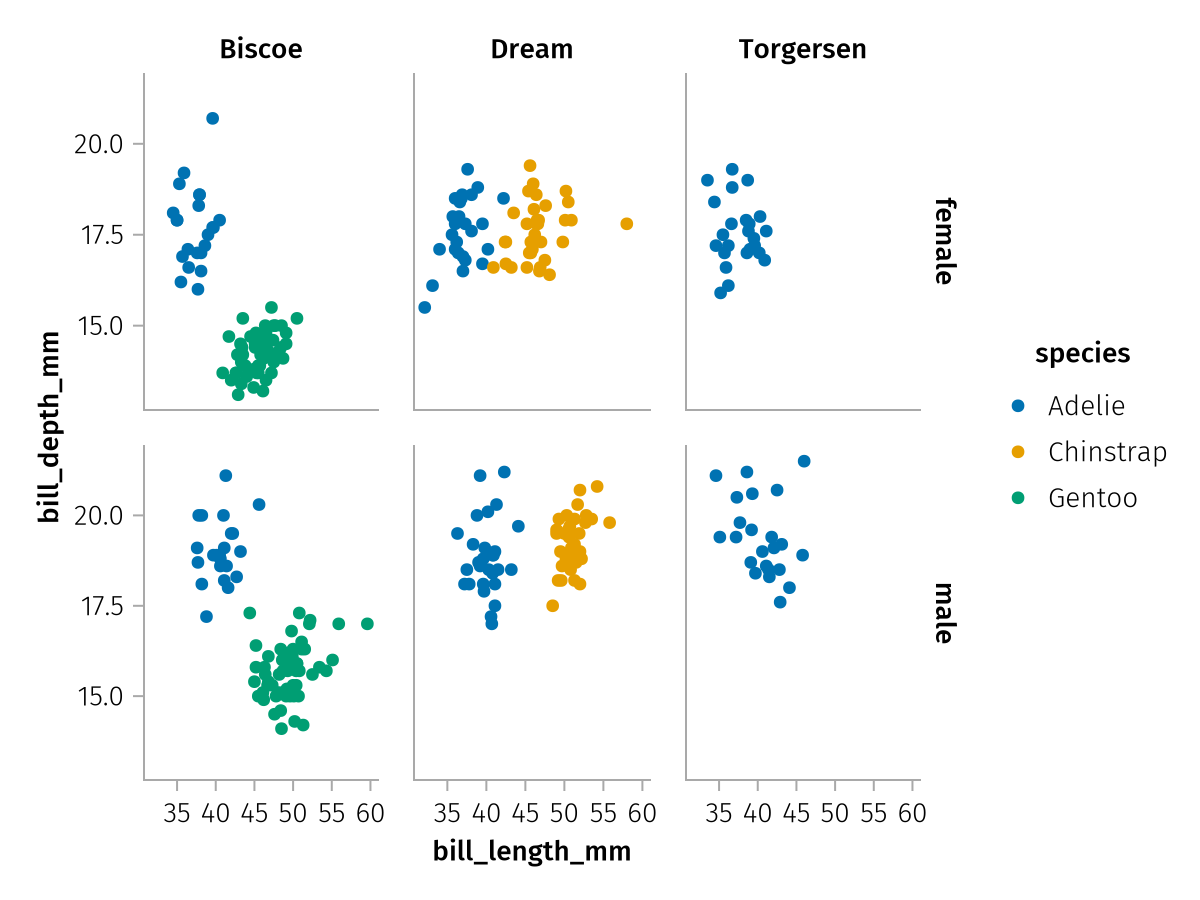 Biscoe Dream Torgersen
20.0
17.5
15.0
female
bill_depth_mm
20.0
17.5
15.0
male
35 40 45 50 55 60 35 40 45 50 55 60 35 40 45 50 55 60
bill_length_mm
species
Adelie
Chinstrap
Gentoo